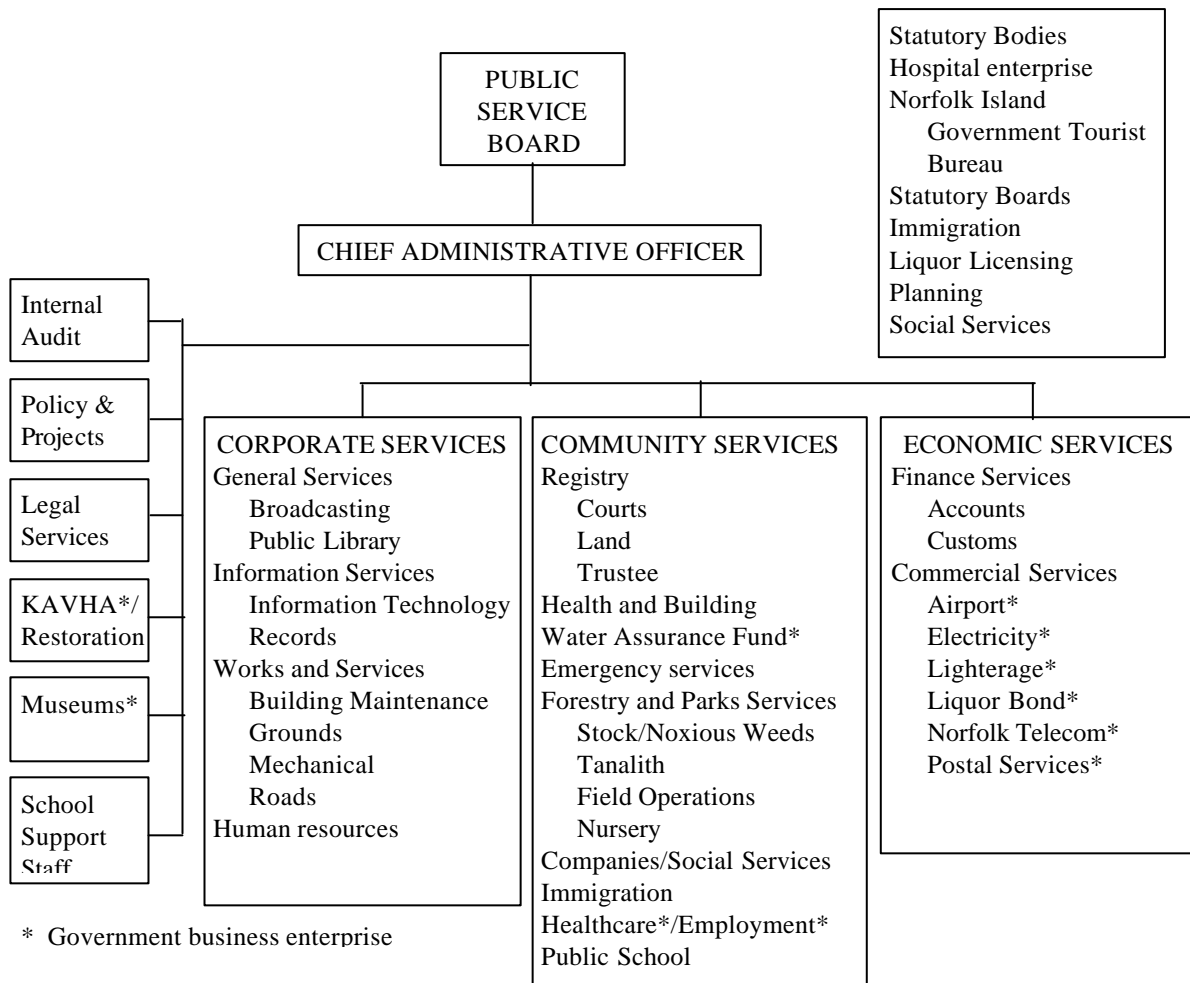 PUBLIC
SERVICE
BOARD
Statutory Bodies
Hospital enterprise
Norfolk Island
Government Tourist
Bureau
Statutory Boards
Immigration
Liquor Licensing
Planning
Social Services
CHIEF ADMINISTRATIVE OFFICER
Internal
Audit
Policy &
Projects
Legal
Services
KAVHA*/
Restoration
Museums*
School
Support
Staff
CORPORATE SERVICES
General Services
Broadcasting
Public Library
Information Services
Information Technology
Records
Works and Services
Building Maintenance
Grounds
Mechanical
Roads
Human resources
COMMUNITY SERVICES
Registry
Courts
Land
Trustee
Health and Building
Water Assurance Fund*
Emergency services
Forestry and Parks Services
Stock/Noxious Weeds
Tanalith
Field Operations
Nursery
Companies/Social Services
Immigration
Healthcare*/Employment*
Public School
ECONOMIC SERVICES
Finance Services
Accounts
Customs
Commercial Services
Airport*
Electricity*
Lighterage*
Liquor Bond*
Norfolk Telecom*
Postal Services*
* Government business enterprise